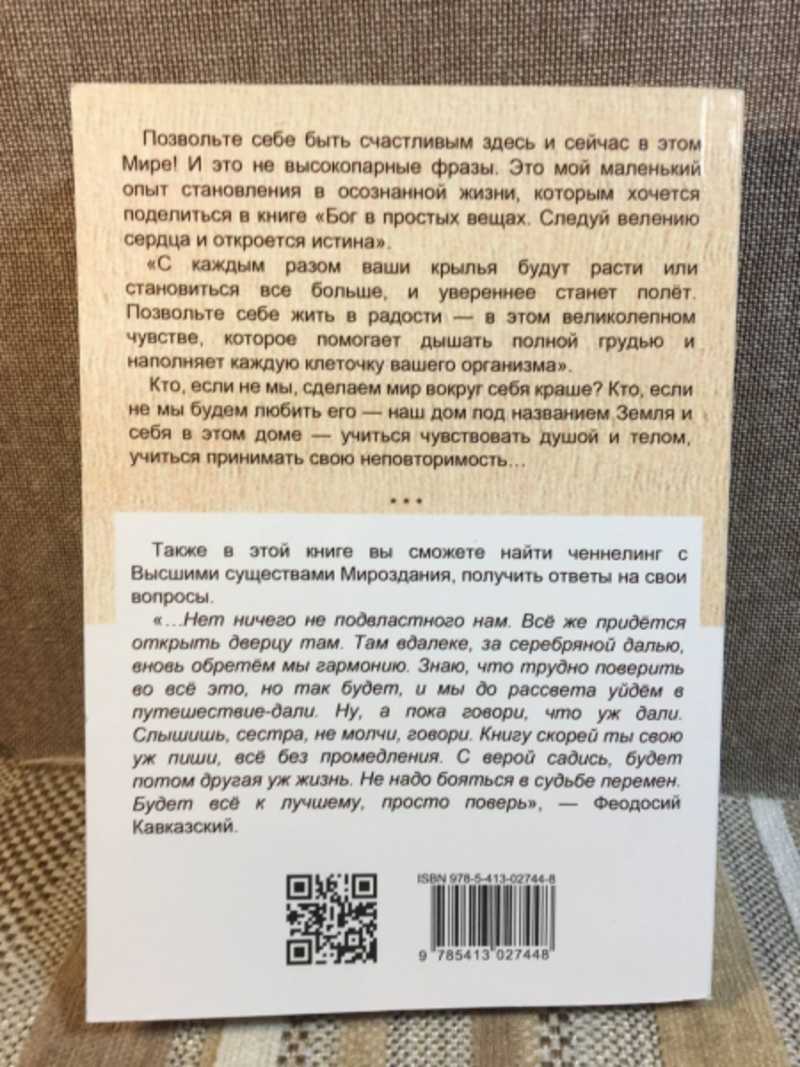 Позвольте себе быть счастливым здесь и сейчас в этом
Мире! И это не высокопарные фразы. Это мой маленький
опыт становления в осознанной жизни, которым хочется
поделиться в книге «Бог в простых вещах. Следуй велению
сердца и откроется истина».
«С каждым разом ваши крылья будут расти или
становиться все больше, и увереннее станет полёт.
Позвольте себе жить в радости — в этом великолепном
чувстве, которое помогает дышать полной грудью и
наполняет каждую клеточку вашего организма».
Кто, если не мы, сделаем мир вокруг себя краше? Кто, если
не мы будем любить его — наш дом под названием Земля и
себя в этом доме — учиться чувствовать душой и телом,
учиться принимать свою неповторимость...
***
Также в этой книге вы сможете найти ченнелинг с
Высшими существами Мироздания, получить ответы на свои
вопросы.
«...Нет ничего не подвластного нам. Всё же придётся
открыть дверцу там. Там вдалеке, за серебряной далью,
вновь обретём мы гармонию. Знаю, что трудно поверить
во всё это, но так будет, и мы до рассвета уйдём в
путешествие-дали. Ну, а пока говори, что уж дали.
Слышишь, сестра, не молчи, говори. Книгу скорей ты свою
уж пиши, всё без промедления. С верой садись, будет
потом другая уж жизнь. Не надо бояться в судьбе перемен.
Будет всё к лучшему, просто поверь», — Феодосий
Кавказский.
ISBN 978-5-413-02744-8
9 785413 027448